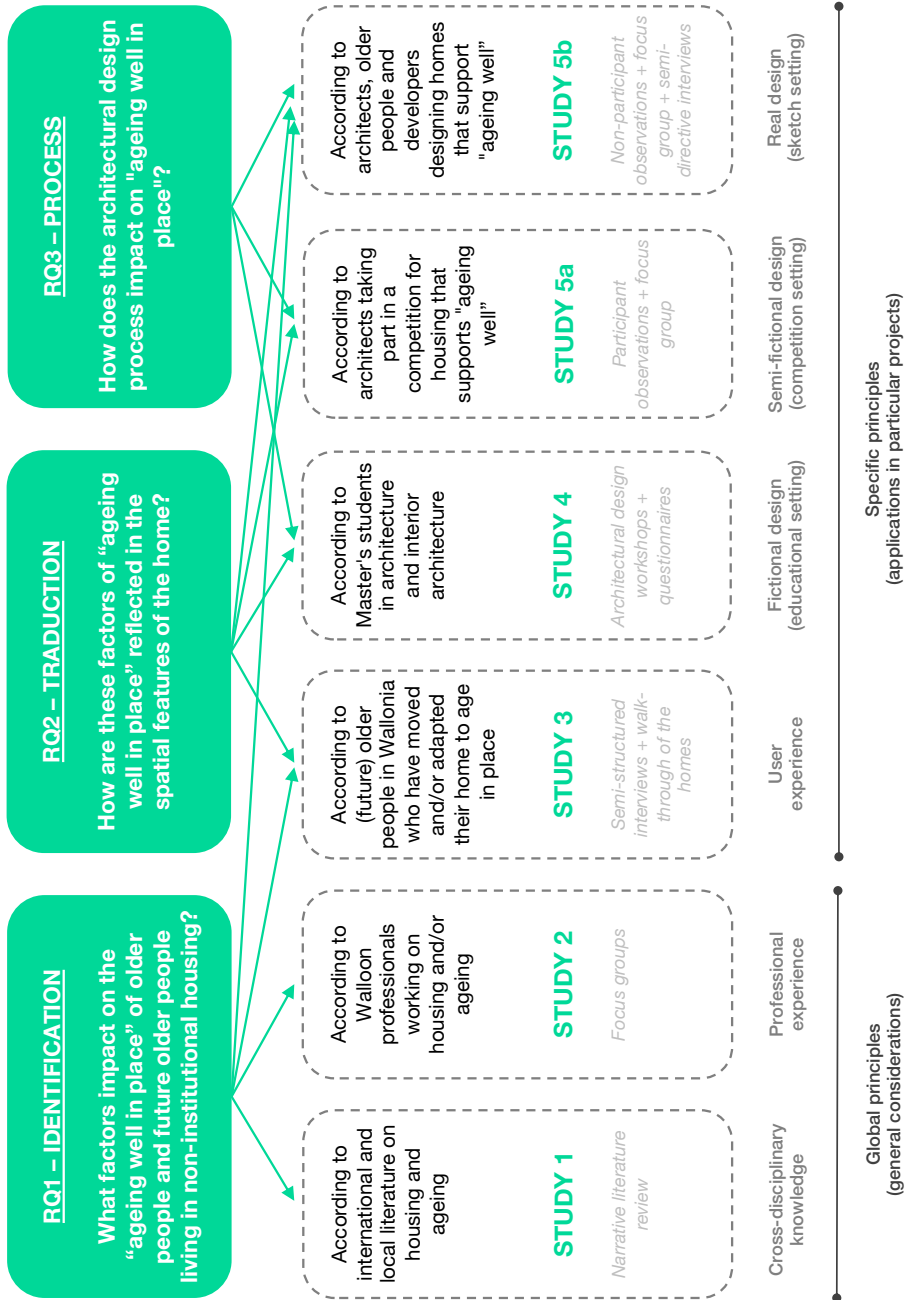 RQ1 – IDENTIFICATION
What factors impact on the
“ageing well in place” of older
people and future older people
living in non-institutional housing?
RQ2 – TRADUCTION
How are these factors of “ageing
well in place” reflected in the
spatial features of the home?
RQ3 – PROCESS
How does the architectural design
process impact on "ageing well in
place"?
According to
international and
local literature on
housing and
ageing
STUDY 1
Narrative literature
review
Cross-disciplinary
knowledge
According to
Walloon
professionals
working on
housing and/or
ageing
STUDY 2
Focus groups
Professional
experience
According to
(future) older
people in Wallonia
who have moved
and/or adapted
their home to age
in place
STUDY 3
Semi-structured
interviews + walk-
through of the
homes
User
experience
According to
Master's students
in architecture
and interior
architecture
STUDY 4
Architectural design
workshops +
questionnaires
Fictional design
(educational setting)
According to
architects taking
part in a
competition for
housing that
supports "ageing
well”
STUDY 5a
Participant
observations + focus
group
Semi-fictional design
(competition setting)
According to
architects, older
people and
developers
designing homes
that support
"ageing well”
STUDY 5b
Non-participant
observations + focus
group + semi-
directive interviews
Real design
(sketch setting)
Global principles
(general considerations)
Specific principles
(applications in particular projects)